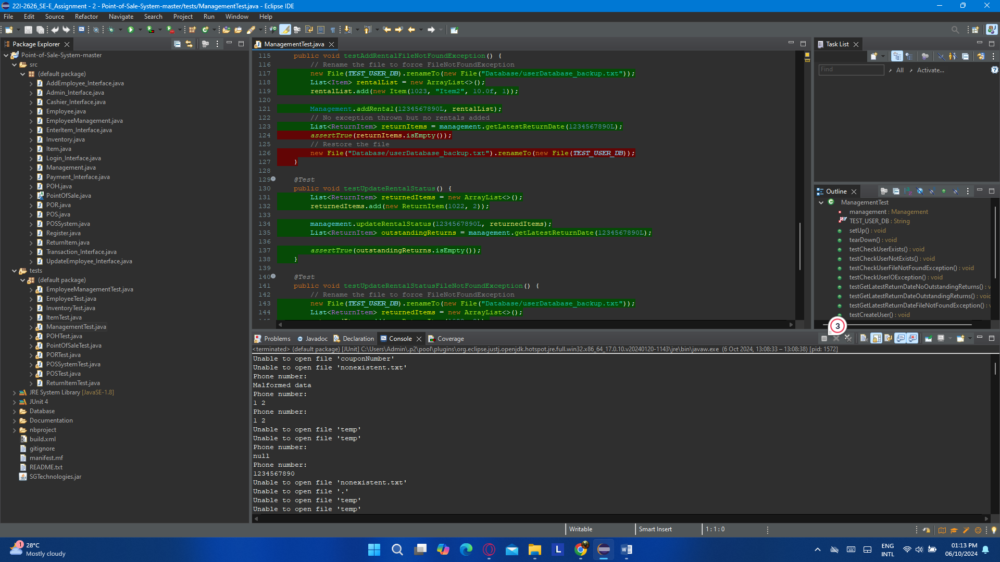 22I-2626_SE-E_Assignment - 2 - Point-of-Sale-System-master/tests/ManagementTest.java - Eclipse IDE
File Edit Source Refactor Navigate Search Project Run Window Help
Package Explorer
Point-of-Sale-System-master
src
(default package)
AddEmployee_Interface.java
Admin_Interface.java
Cashier_Interface.java
Employee.java
EmployeeManagement.java
EnterItem_Interface.java
Inventory.java
Item.java
Login_Interface.java
Management.java
Payment_Interface.java
POH.java
PointOfSale.java
POR.java
POS.java
POSSystem.java
Register.java
ReturnItem.java
Transaction_Interface.java
UpdateEmployee_Interface.java
tests
(default package)
EmployeeManagementTest.java
EmployeeTest.java
InventoryTest.java
ItemTest.java
ManagementTest.java
POHTest.java
PointOfSaleTest.java
PORTest.java
POSSystemTest.java
POSTest.java
ReturnItemTest.java
JRE System Library [JavaSE-1.8]
JUnit 4
Database
Documentation
nbproject
build.xml
gitignore
manifest.mf
README.txt
SGTechnologies.jar
ManagementTest.java
115 public void testAddRentalFileNotFoundException() {
116 // Rename the file to force FileNotFoundException
117 new File(TEST_USER_DB).renameTo(new File("Database/userDatabase_backup.txt"));
118 List<Item> rentalList = new ArrayList<>();
119 rentalList.add(new Item(1023, "Item2", 10.0f, 1));
120
121 Management.addRental(1234567890L, rentalList);
122 // No exception thrown but no rentals added
123 List<ReturnItem> returnItems = management.getLatestReturnDate(1234567890L);
124 assertTrue(returnItems.isEmpty());
125 // Restore the file
126 new File("Database/userDatabase_backup.txt").renameTo(new File(TEST_USER_DB));
127 }
128
129 @Test
130 public void testUpdateRentalStatus() {
131 List<ReturnItem> returnedItems = new ArrayList<>();
132 returnedItems.add(new ReturnItem(1022, 2));
133
134 management.updateRentalStatus(1234567890L, returnedItems);
135 List<ReturnItem> outstandingReturns = management.getLatestReturnDate(1234567890L);
136
137 assertTrue(outstandingReturns.isEmpty());
138 }
139
140 @Test
141 public void testUpdateRentalStatusFileNotFoundException() {
142 // Rename the file to force FileNotFoundException
143 new File(TEST_USER_DB).renameTo(new File("Database/userDatabase_backup.txt"));
144 List<ReturnItem> returnedItems = new ArrayList<>();
Task List
Find
All
Activate...
Outline
ManagementTest
management : Management
TEST_USER_DB : String
setUp() : void
tearDown() : void
testCheckUserExists() : void
testCheckUserNotExists() : void
testCheckUserFileNotFoundException() : void
testCheckUserIOException() : void
testGetLatestReturnDateNoOutstandingReturns() : v
testGetLatestReturnDateOutstandingReturns() : voic
testGetLatestReturnDateFileNotFoundException() : v
testCreateUser() : void
3
Problems Javadoc Declaration Console Coverage
<terminated> (default package) [JUnit] C:\Users\Admin\.p2\pool\plugins\org.eclipse.justj.openjdk.hotspot.jre.full.win32.x86_64_17.0.10.v20240120-1143\jre\bin\javaw.exe (6 Oct 2024, 13:08:33 – 13:08:38) [pid: 1572]
Unable to open file 'couponNumber'
Unable to open file 'nonexistent.txt'
Phone number:
Malformed data
Phone number:
1 2
Phone number:
1 2
Unable to open file 'temp'
Unable to open file 'temp'
Phone number:
null
Phone number:
1234567890
Unable to open file 'nonexistent.txt'
Unable to open file '.'
Unable to open file 'temp'
Unable to open file 'temp'
Writable Smart Insert 1 : 1 : 0
1
28°C
Mostly cloudy
ENG
INTL
01:13 PM
06/10/2024